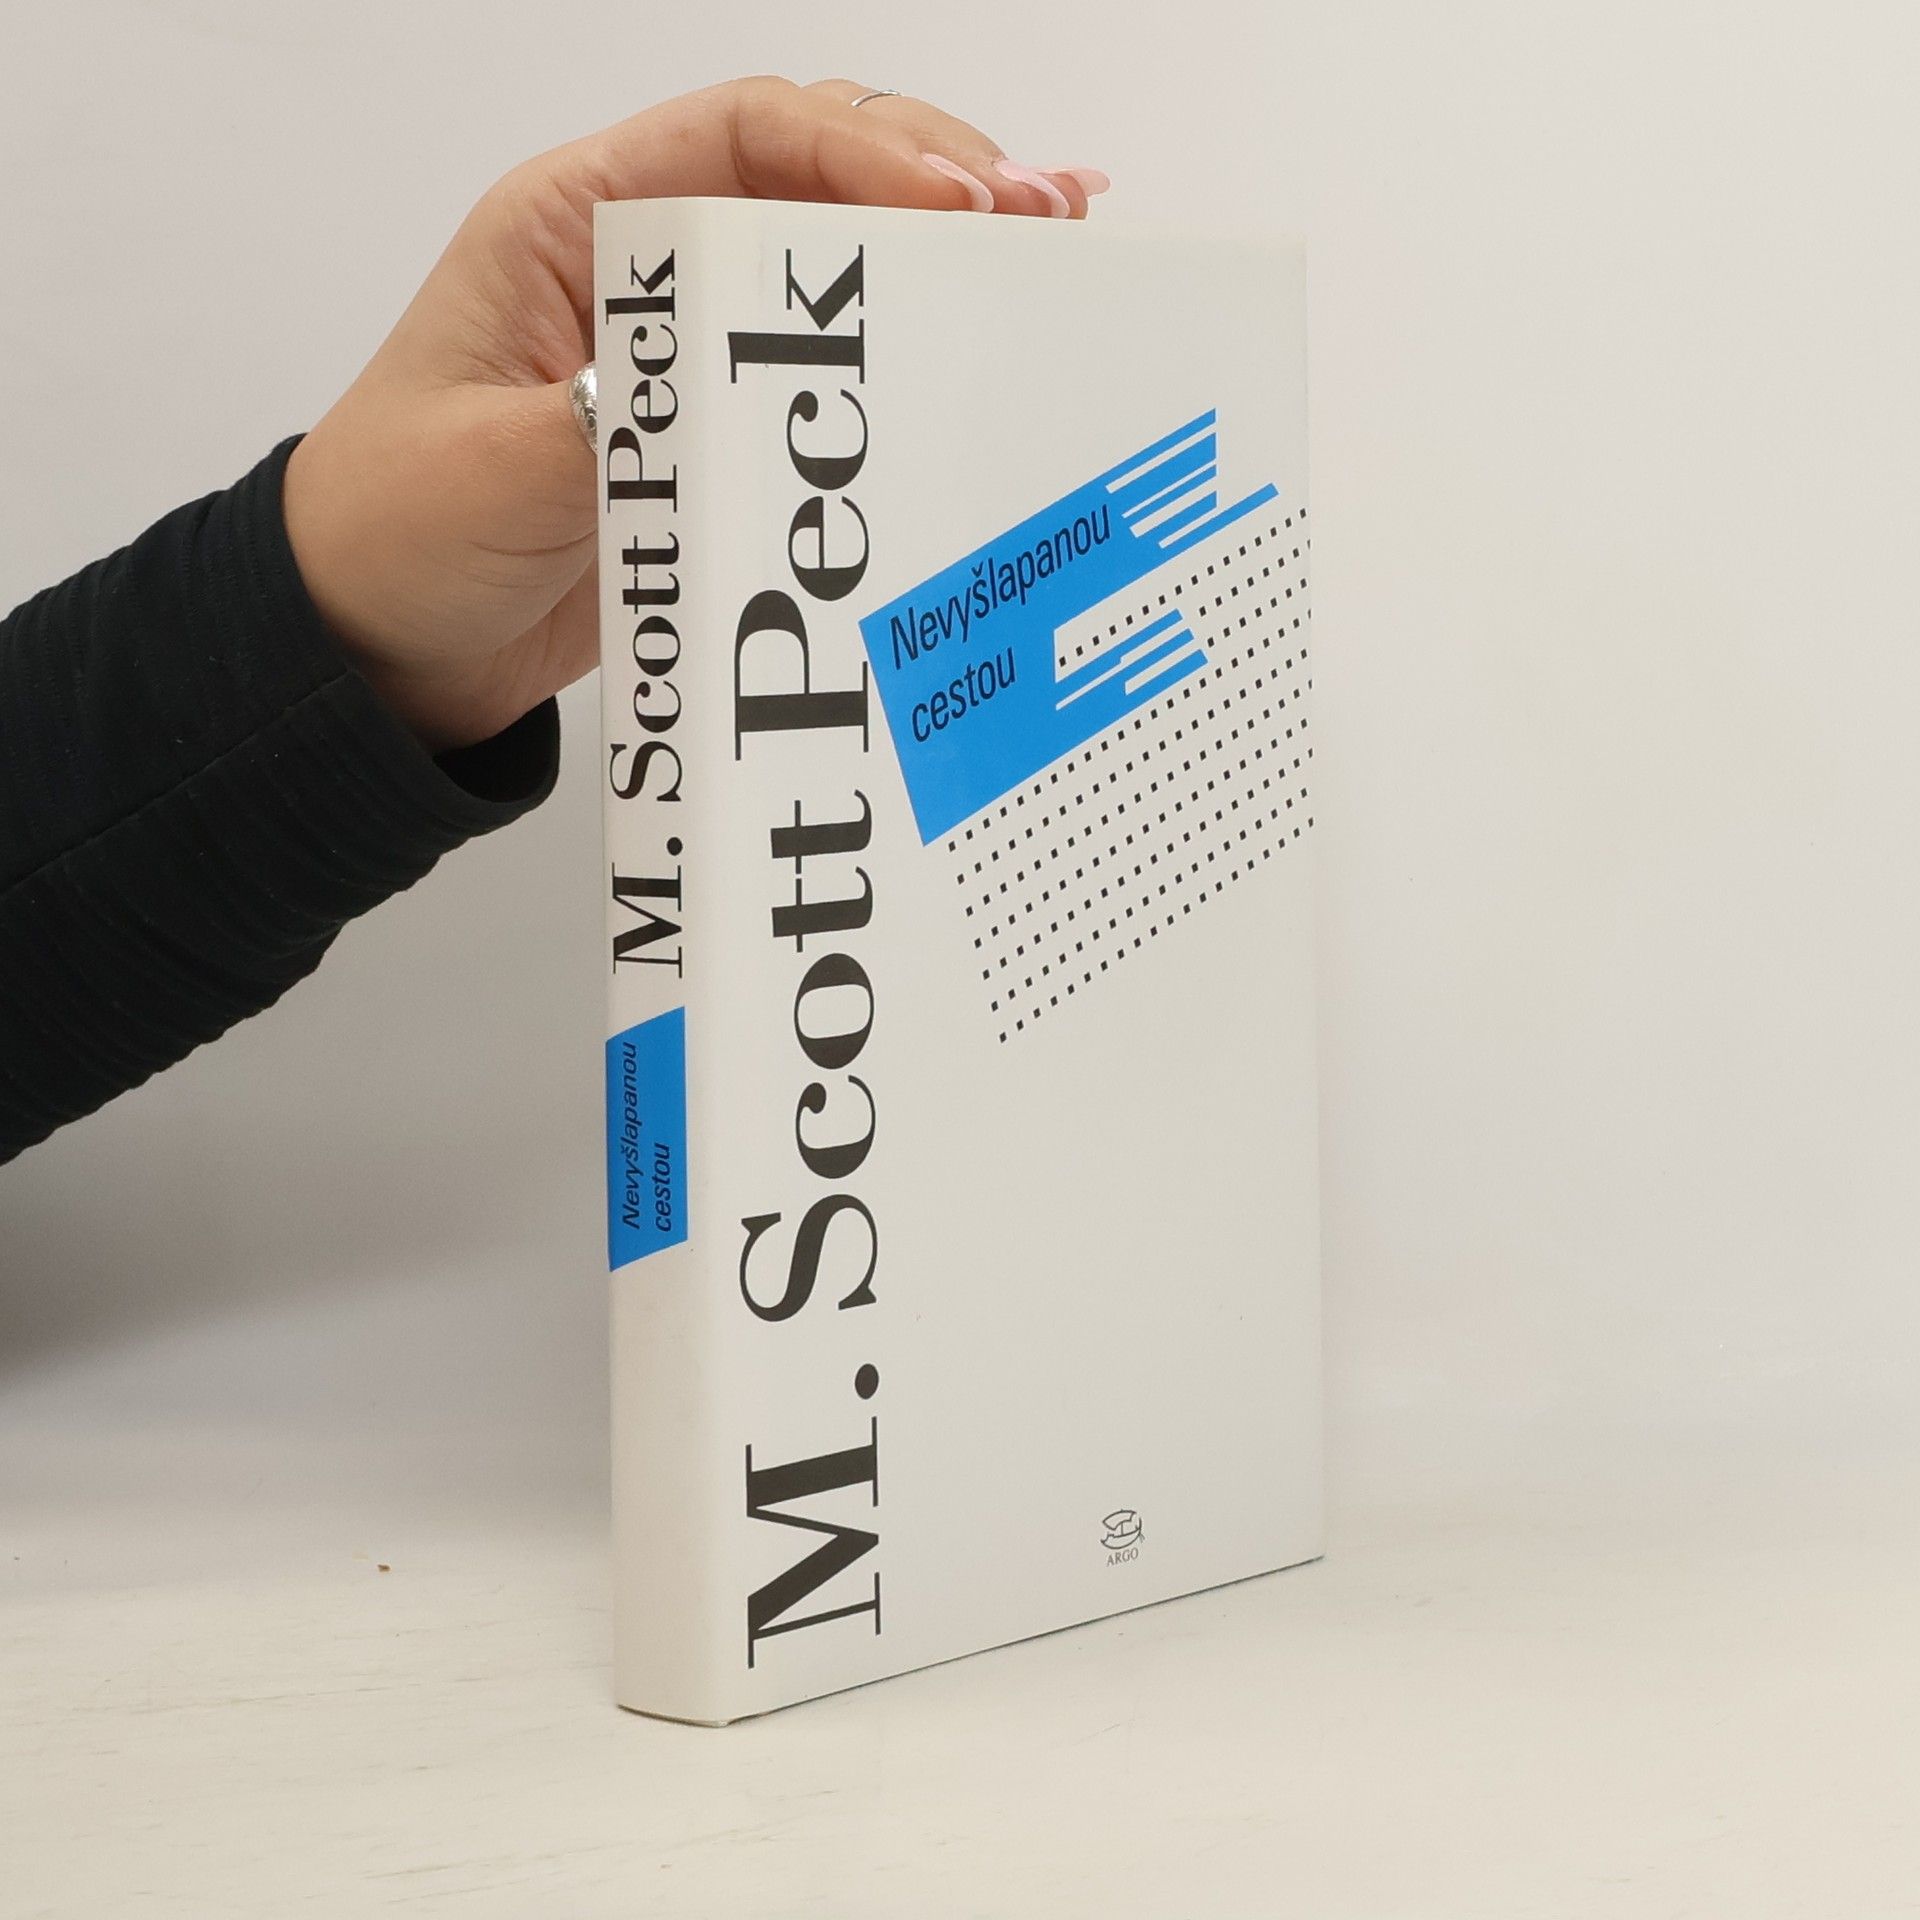 M. Scott Peck
Nevyšlapanou
cestou
M. Scott Peck
Nevyšlapanou
cestou
ARGO